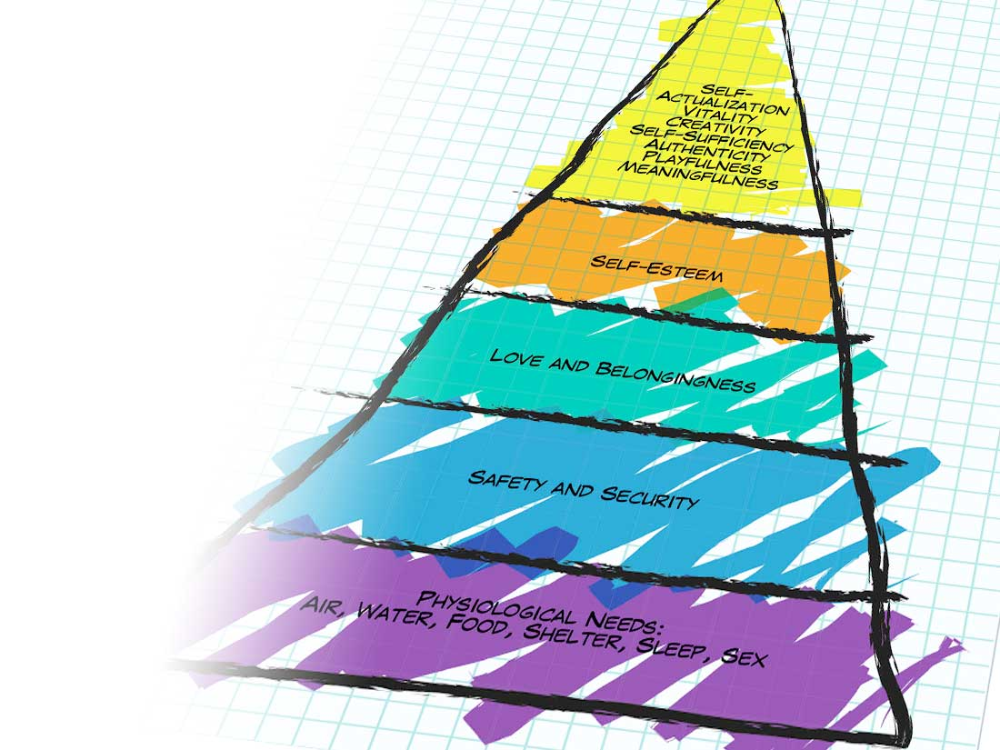 Self-
Actualization
Vitality
Creativity
Self-Sufficiency
Authenticity
Playfulness
Meaningfulness
Self-Esteem
Love and Belongingness
Safety and Security
Physiological Needs:
Air, Water, Food, Shelter, Sleep, Sex